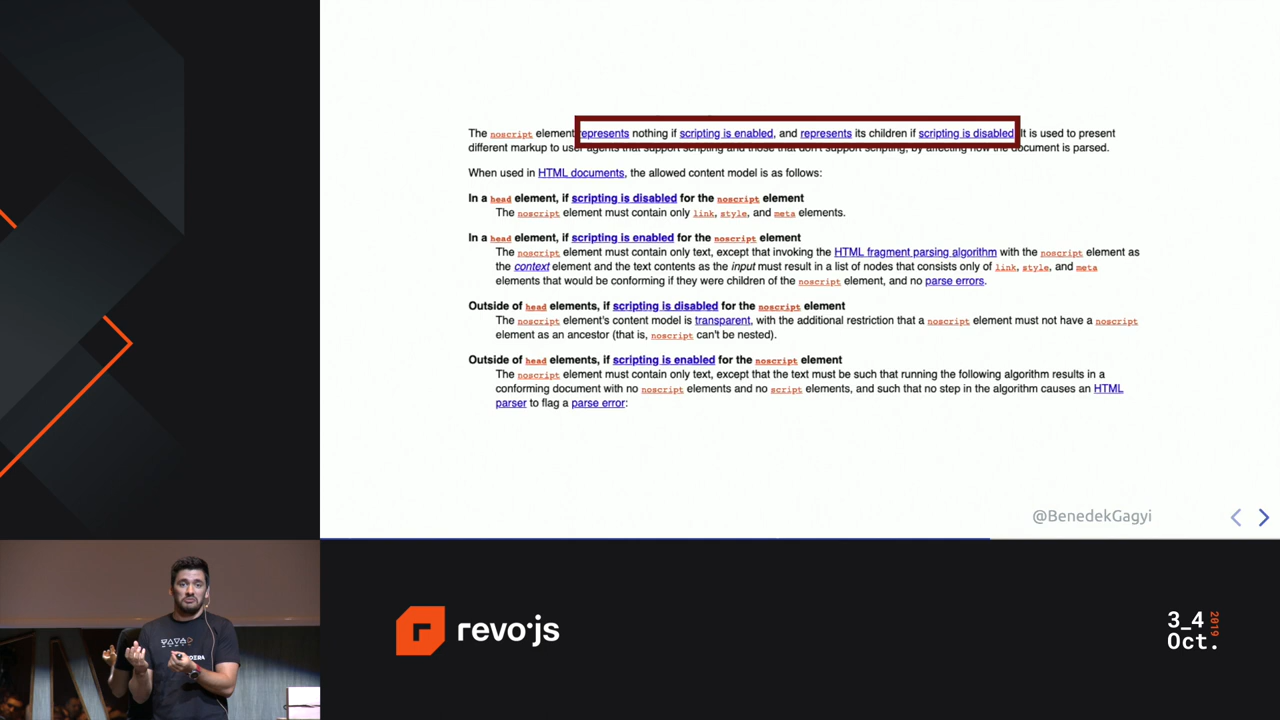 The noscript element represents nothing if scripting is enabled, and represents its children if scripting is disabled. It is used to present
different markup to user agents that support scripting and those that don't support scripting, by affecting how the document is parsed.
When used in HTML documents, the allowed content model is as follows:
In a head element, if scripting is disabled for the noscript element
The noscript element must contain only link, style, and meta elements.
In a head element, if scripting is enabled for the noscript element
The noscript element must contain only text, except that invoking the HTML fragment parsing algorithm with the noscript element as
the context element and the text contents as the input must result in a list of nodes that consists only of link, style, and meta
elements that would be conforming if they were children of the noscript element, and no parse errors.
Outside of head elements, if scripting is disabled for the noscript element
The noscript element's content model is transparent, with the additional restriction that a noscript element must not have a noscript
element as an ancestor (that is, noscript can't be nested).
Outside of head elements, if scripting is enabled for the noscript element
The noscript element must contain only text, except that the text must be such that running the following algorithm results in a
conforming document with no noscript elements and no script elements, and such that no step in the algorithm causes an HTML
parser to flag a parse error:
@BenedekGagyi
r revo·js
3_4 2019
Oct.